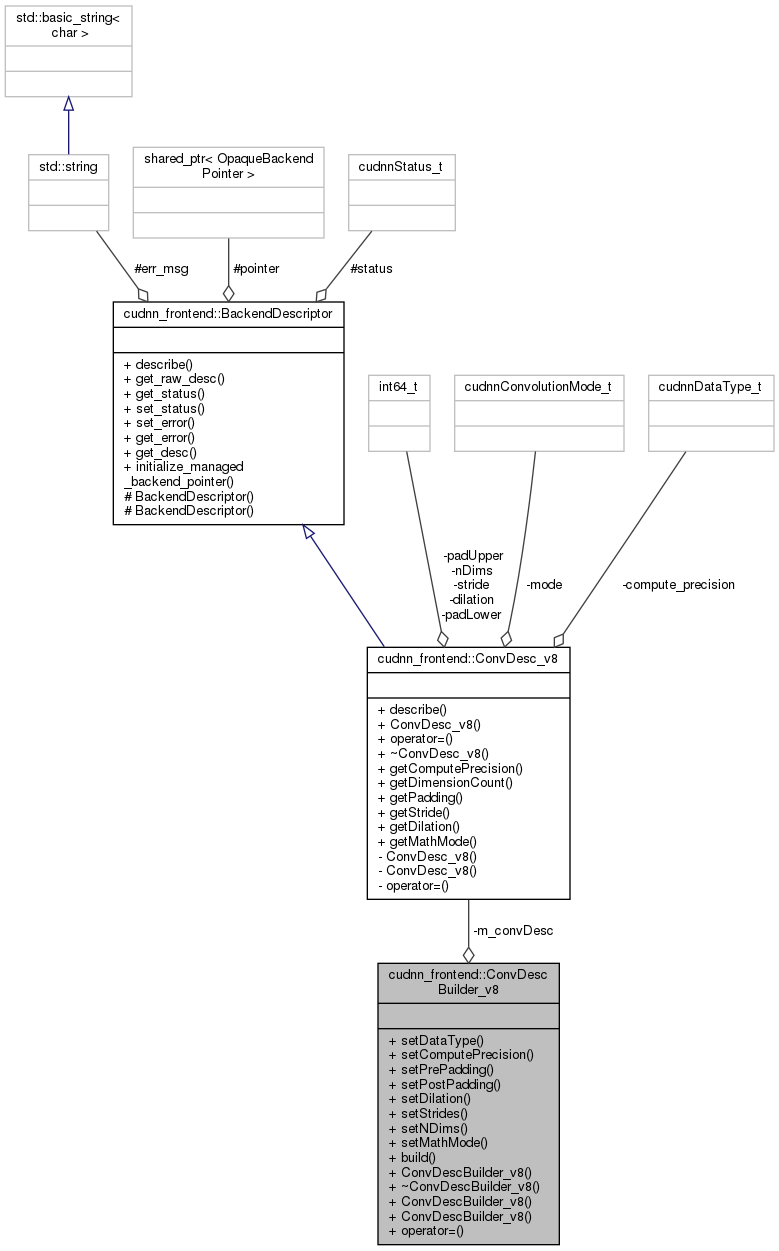 std::basic_string<
char >
std::string
shared_ptr< OpaqueBackend
Pointer >
cudnnStatus_t
#err_msg
#pointer
#status
cudnn_frontend::BackendDescriptor
+ describe()
+ get_raw_desc()
+ get_status()
+ set_status()
+ set_error()
+ get_error()
+ get_desc()
+ initialize_managed
_backend_pointer()
# BackendDescriptor()
# BackendDescriptor()
int64_t
cudnnConvolutionMode_t
cudnnDataType_t
-padUpper
-nDims
-stride
-dilation
-padLower
-mode
-compute_precision
cudnn_frontend::ConvDesc_v8
+ describe()
+ ConvDesc_v8()
+ operator=()
+ ~ConvDesc_v8()
+ getComputePrecision()
+ getDimensionCount()
+ getPadding()
+ getStride()
+ getDilation()
+ getMathMode()
- ConvDesc_v8()
- ConvDesc_v8()
- operator=()
-m_convDesc
cudnn_frontend::ConvDesc
Builder_v8
+ setDataType()
+ setComputePrecision()
+ setPrePadding()
+ setPostPadding()
+ setDilation()
+ setStrides()
+ setNDims()
+ setMathMode()
+ build()
+ ConvDescBuilder_v8()
+ ~ConvDescBuilder_v8()
+ ConvDescBuilder_v8()
+ ConvDescBuilder_v8()
+ operator=()